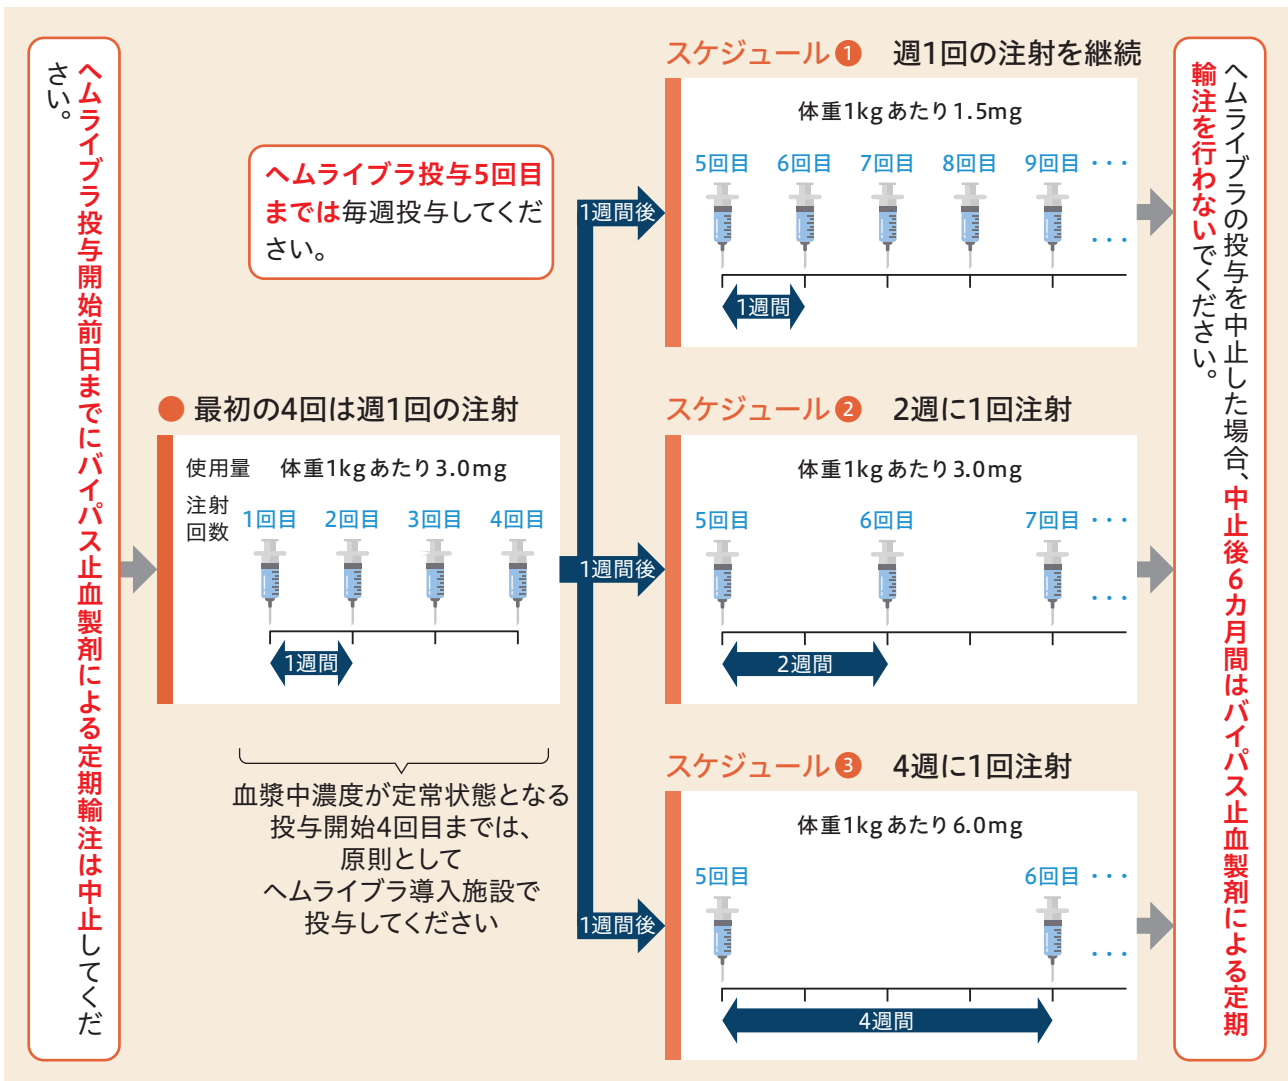 ヘムライブラ投与開始前日までにバイパス止血製剤による定期輸注は中止してくだ
さい。
ヘムライブラ投与5回目
までは毎週投与してくだ
さい。
最初の4回は週1回の注射
使用量 体重1kgあたり3.0mg
注射
回数
1回目 2回目 3回目 4回目
1週間
血漿中濃度が定常状態となる
投与開始4回目までは、
原則として
ヘムライブラ導入施設で
投与してください
1週間後
スケジュール❶ 週1回の注射を継続
体重1kgあたり1.5mg
5回目 6回目 7回目 8回目 9回目 ・・・
・・・
1週間
1週間後
スケジュール❷ 2週に1回注射
体重1kgあたり3.0mg
5回目 6回目 7回目 ・・・
・・・
2週間
1週間後
スケジュール❸ 4週に1回注射
体重1kgあたり6.0mg
5回目 6回目 ・・・
・・・
4週間
ヘムライブラの投与を中止した場合、中止後6カ月間はバイパス止血製剤による定期
輸注を行わないでください。